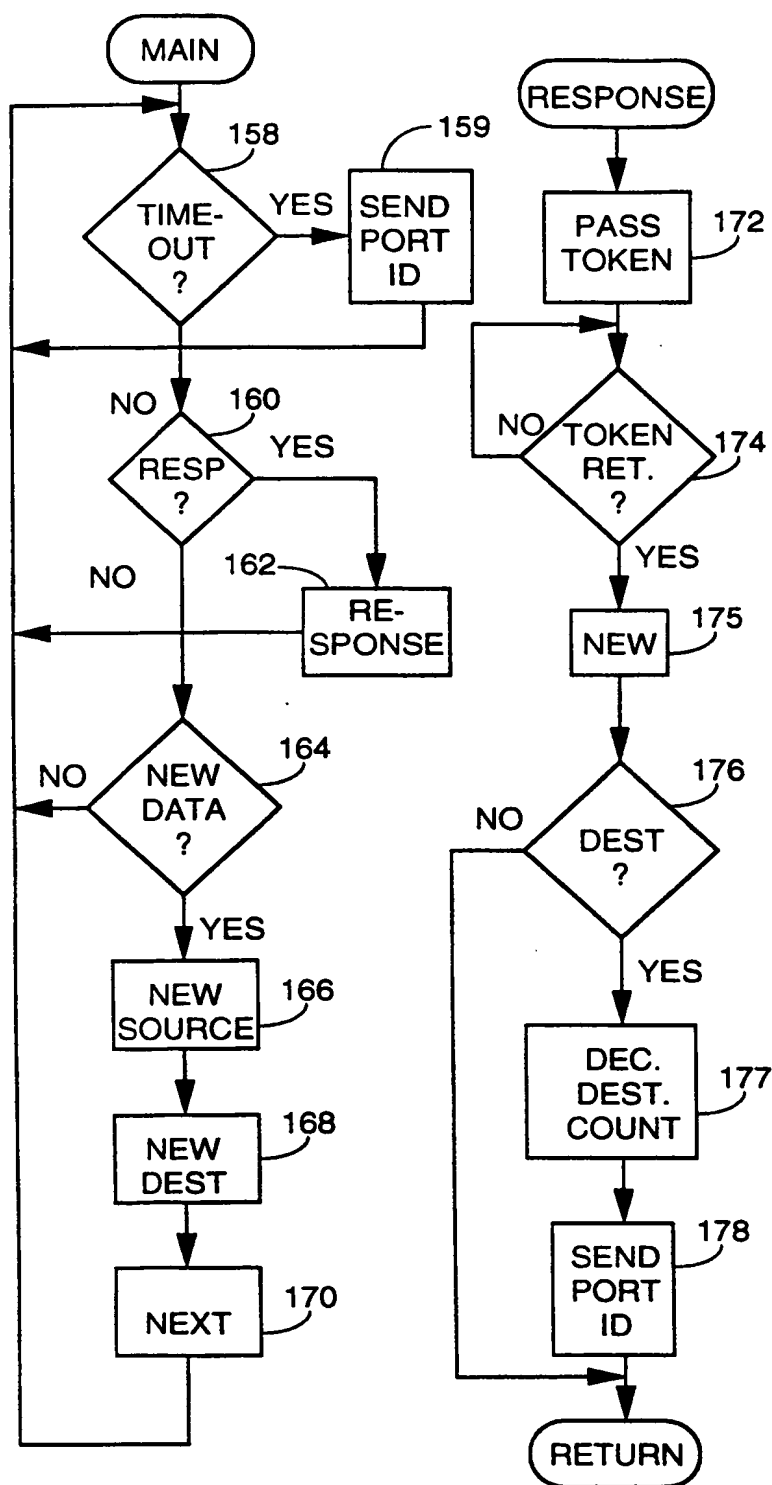 MAIN
158
TIME-
OUT
?
YES
159
SEND
PORT
ID
NO
160
RESP
?
YES
NO
162
RE-
SPONSE
164
NO
NEW
DATA
?
YES
NEW
SOURCE
166
168
NEW
DEST
NEXT
170
RESPONSE
PASS
TOKEN
172
NO
TOKEN
RET.
?
174
YES
NEW
175
176
NO
DEST
?
YES
DEC.
DEST.
COUNT
177
178
SEND
PORT
ID
RETURN